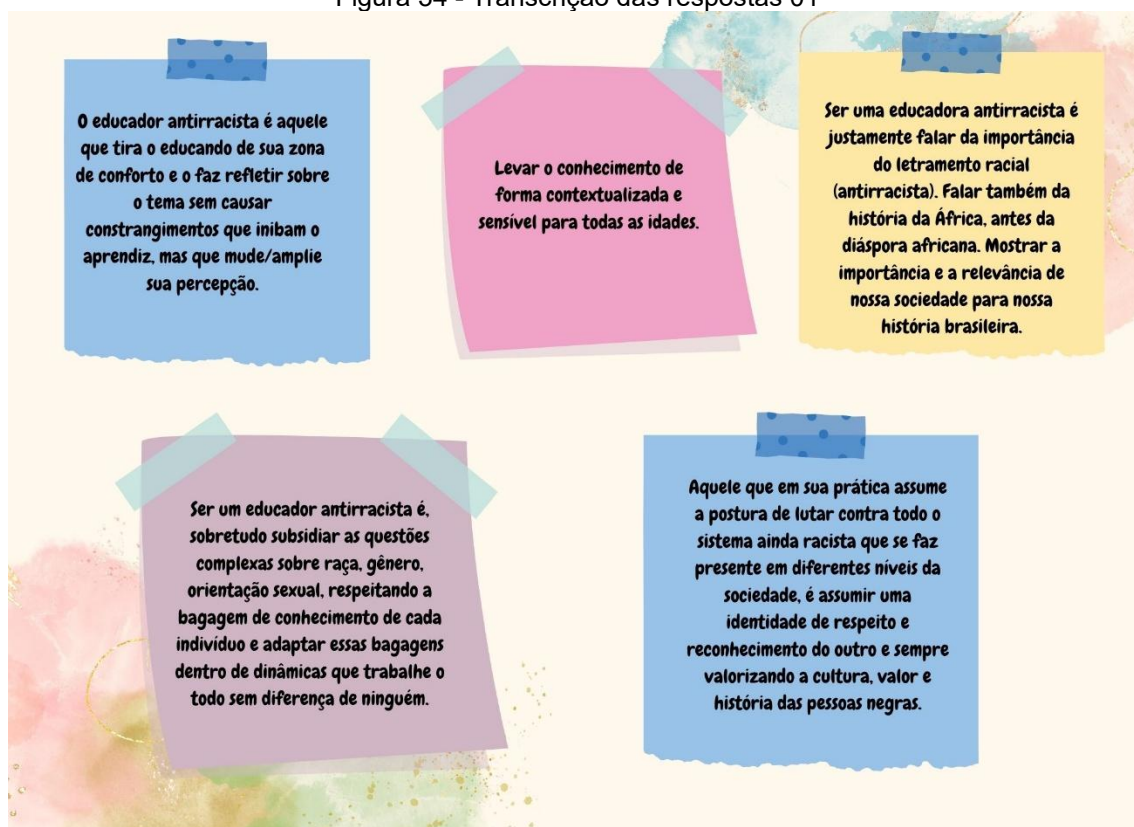 Figura 34 - Transcrição das respostas 01
O educador antirracista é aquele
que tira o educando de sua zona
de conforto e o faz refletir sobre
o tema sem causar
constrangimentos que inibam o
aprendiz, mas que mude/amplie
sua percepção.
Levar o conhecimento de
forma contextualizada e
sensível para todas as idades.
Ser uma educadora antirracista é
justamente falar da importância
do letramento racial
(antirracista). Falar também da
história da África, antes da
diáspora africana. Mostrar a
importância e a relevância de
nossa sociedade para nossa
história brasileira.
Ser um educador antirracista é,
sobretudo subsidiar as questões
complexas sobre raça, gênero,
orientação sexual, respeitando a
bagagem de conhecimento de cada
indivíduo e adaptar essas bagagens
dentro de dinâmicas que trabalhe o
todo sem diferença de ninguém.
Aquele que em sua prática assume
a postura de lutar contra todo o
sistema ainda racista que se faz
presente em diferentes níveis da
sociedade, é assumir uma
identidade de respeito e
reconhecimento do outro e sempre
valorizando a cultura, valor e
história das pessoas negras.